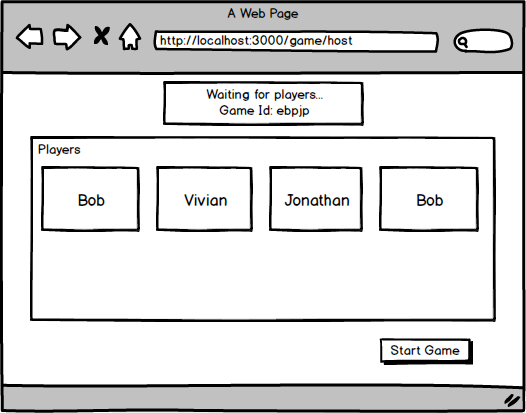 A Web Page
http://localhost:3000/game/host
Waiting for players...
Game Id: ebpjp
Players
Bob
Vivian
Jonathan
Bob
Start Game